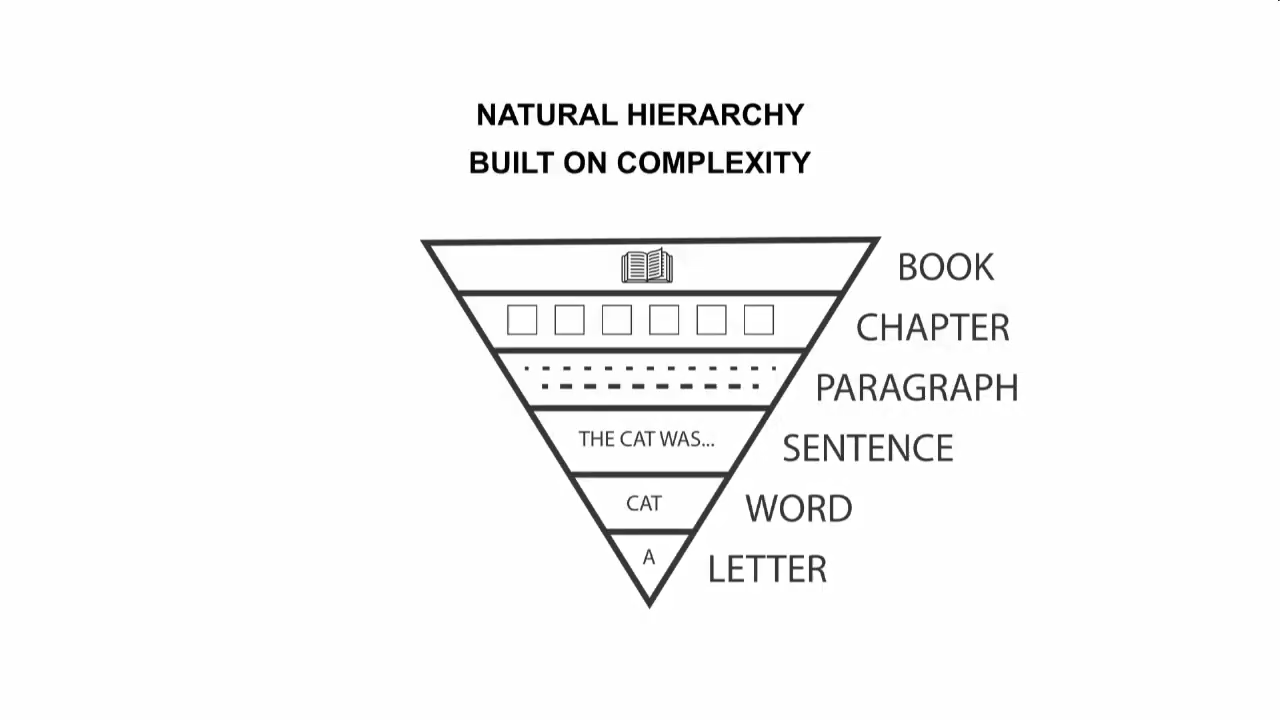 NATURAL HIERARCHY
BUILT ON COMPLEXITY
BOOK
CHAPTER
PARAGRAPH
THE CAT WAS...
SENTENCE
CAT
WORD
A
LETTER